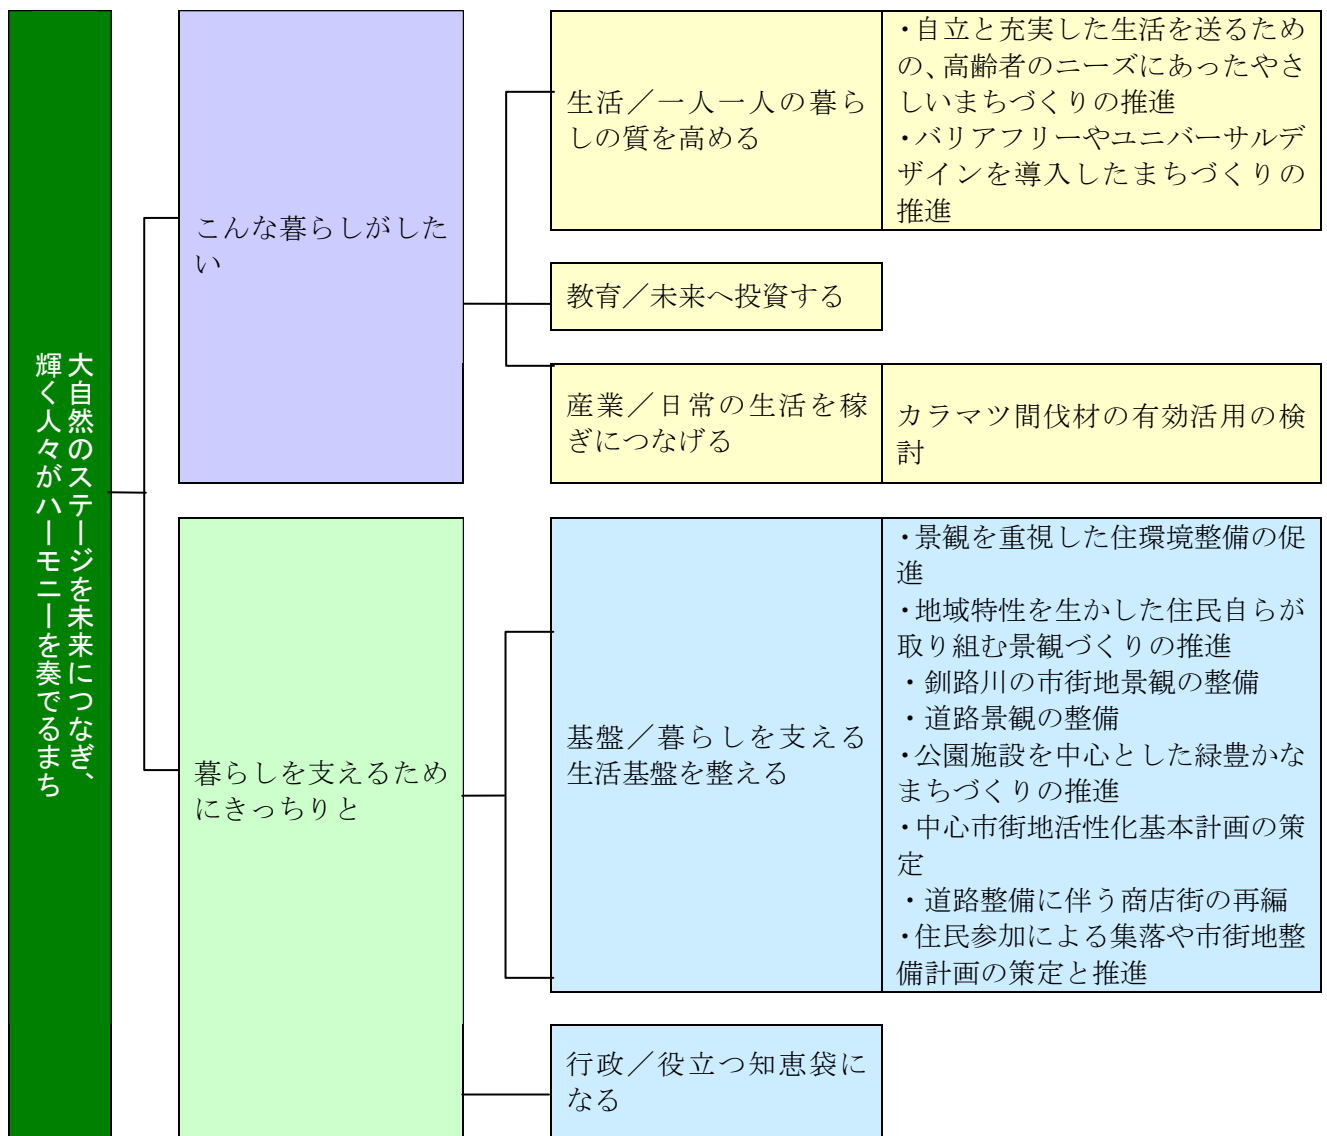 大自然のステージを未来につなぎ、
輝く人々がハーモニーを奏でるまち
こんな暮らしがした
い
生活／一人一人の暮ら
しの質を高める
・自立と充実した生活を送るため
の、高齢者のニーズにあったやさ
しいまちづくりの推進
・バリアフリーやユニバーサルデ
ザインを導入したまちづくりの
推進
教育／未来へ投資する
産業／日常の生活を稼
ぎにつなげる
カラマツ間伐材の有効活用の検
討
暮らしを支えるため
にきっちりと
基盤／暮らしを支える
生活基盤を整える
・景観を重視した住環境整備の促
進
・地域特性を生かした住民自らが
取り組む景観づくりの推進
・釧路川の市街地景観の整備
・道路景観の整備
・公園施設を中心とした緑豊かな
まちづくりの推進
・中心市街地活性化基本計画の策
定
・道路整備に伴う商店街の再編
・住民参加による集落や市街地整
備計画の策定と推進
行政／役立つ知恵袋に
なる